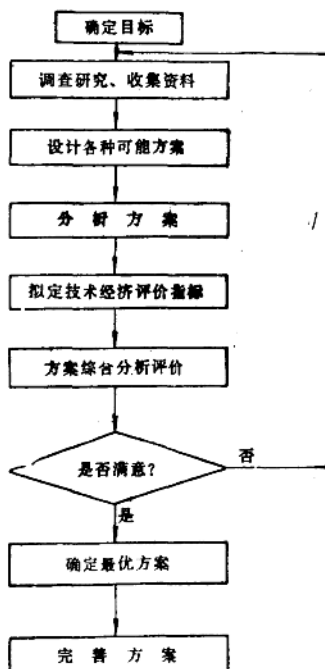 确定目标
调查研究、收集资料
设计各种可能方案
分析方案
拟定技术经济评价指标
方案综合分析评价
是否满意？
否
是
确定最优方案
完善方案